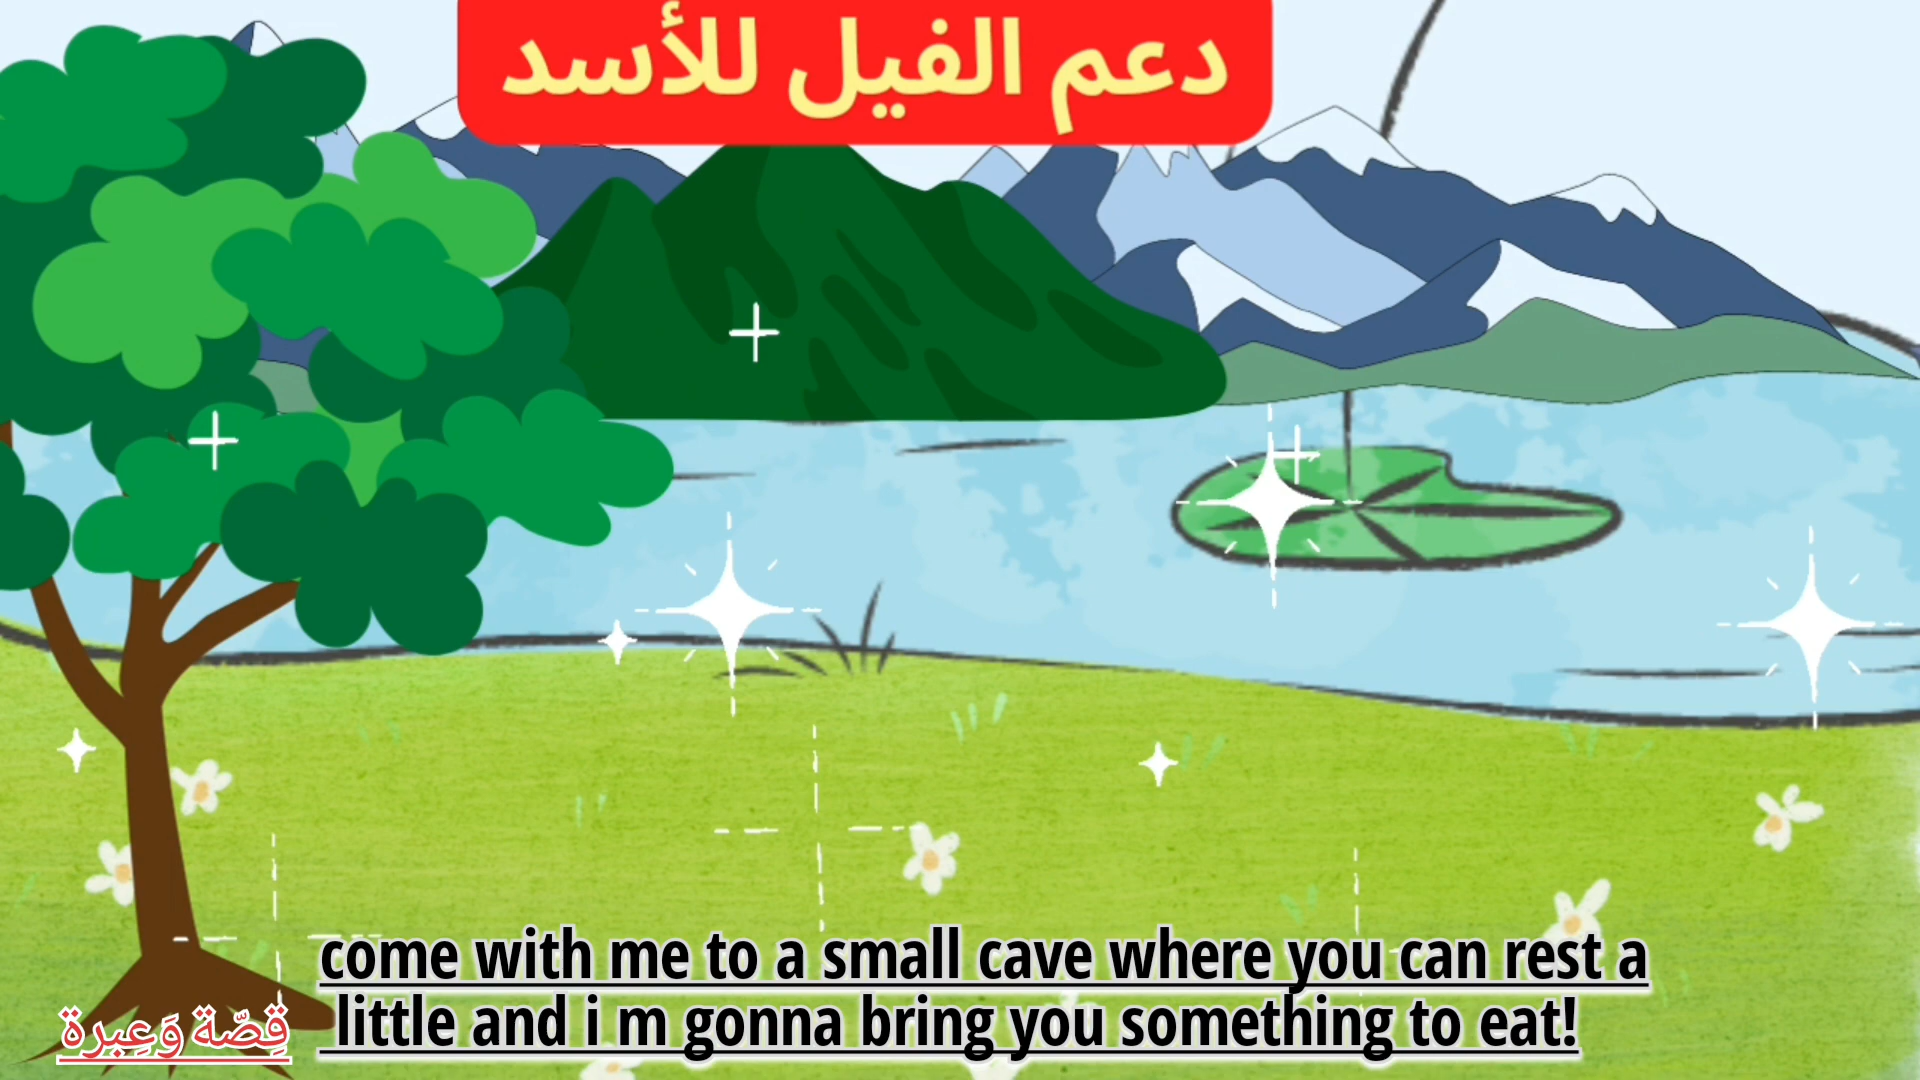 دعم الفيل للأسد
come with me to a small cave where you can rest a
little and i m gonna bring you something to eat!
قِصّة وَعِبرة